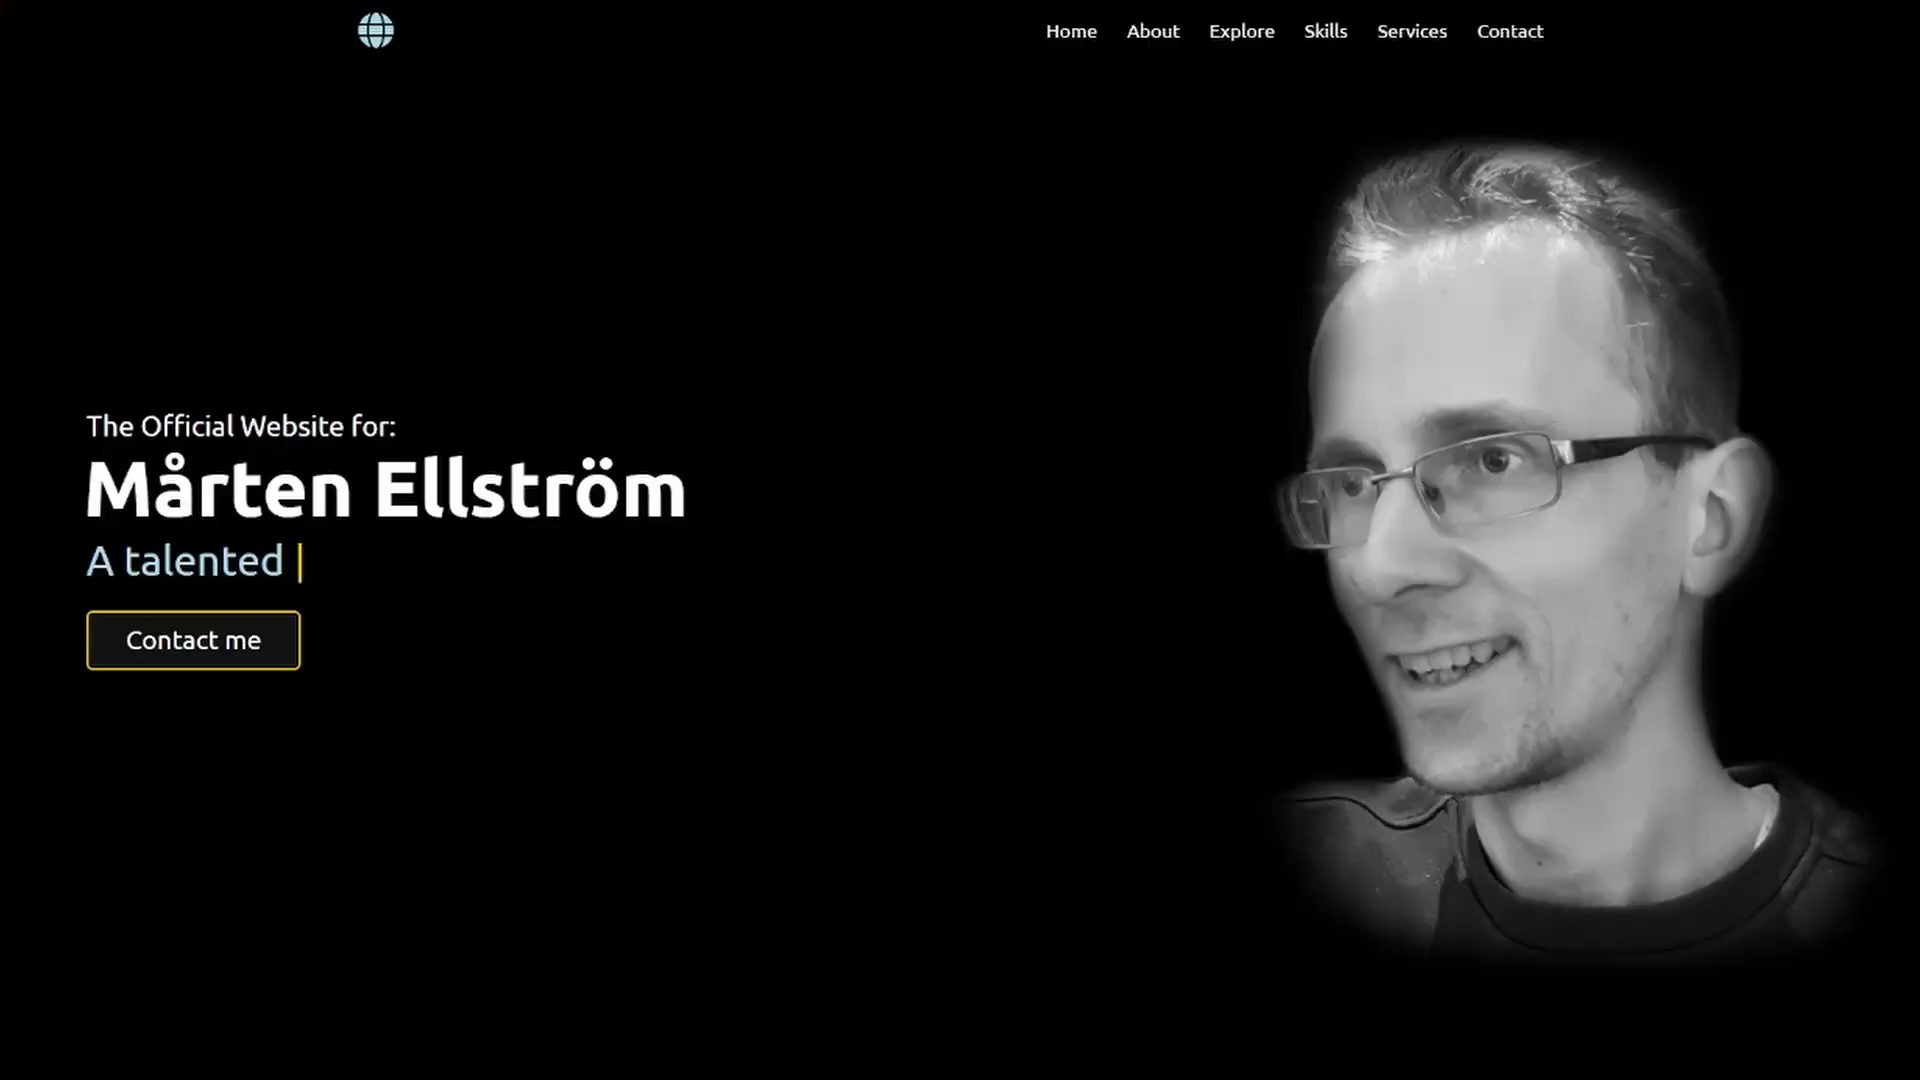 Home About Explore Skills Services Contact
The Official Website for:
Mårten Ellström
A talented |
Contact me